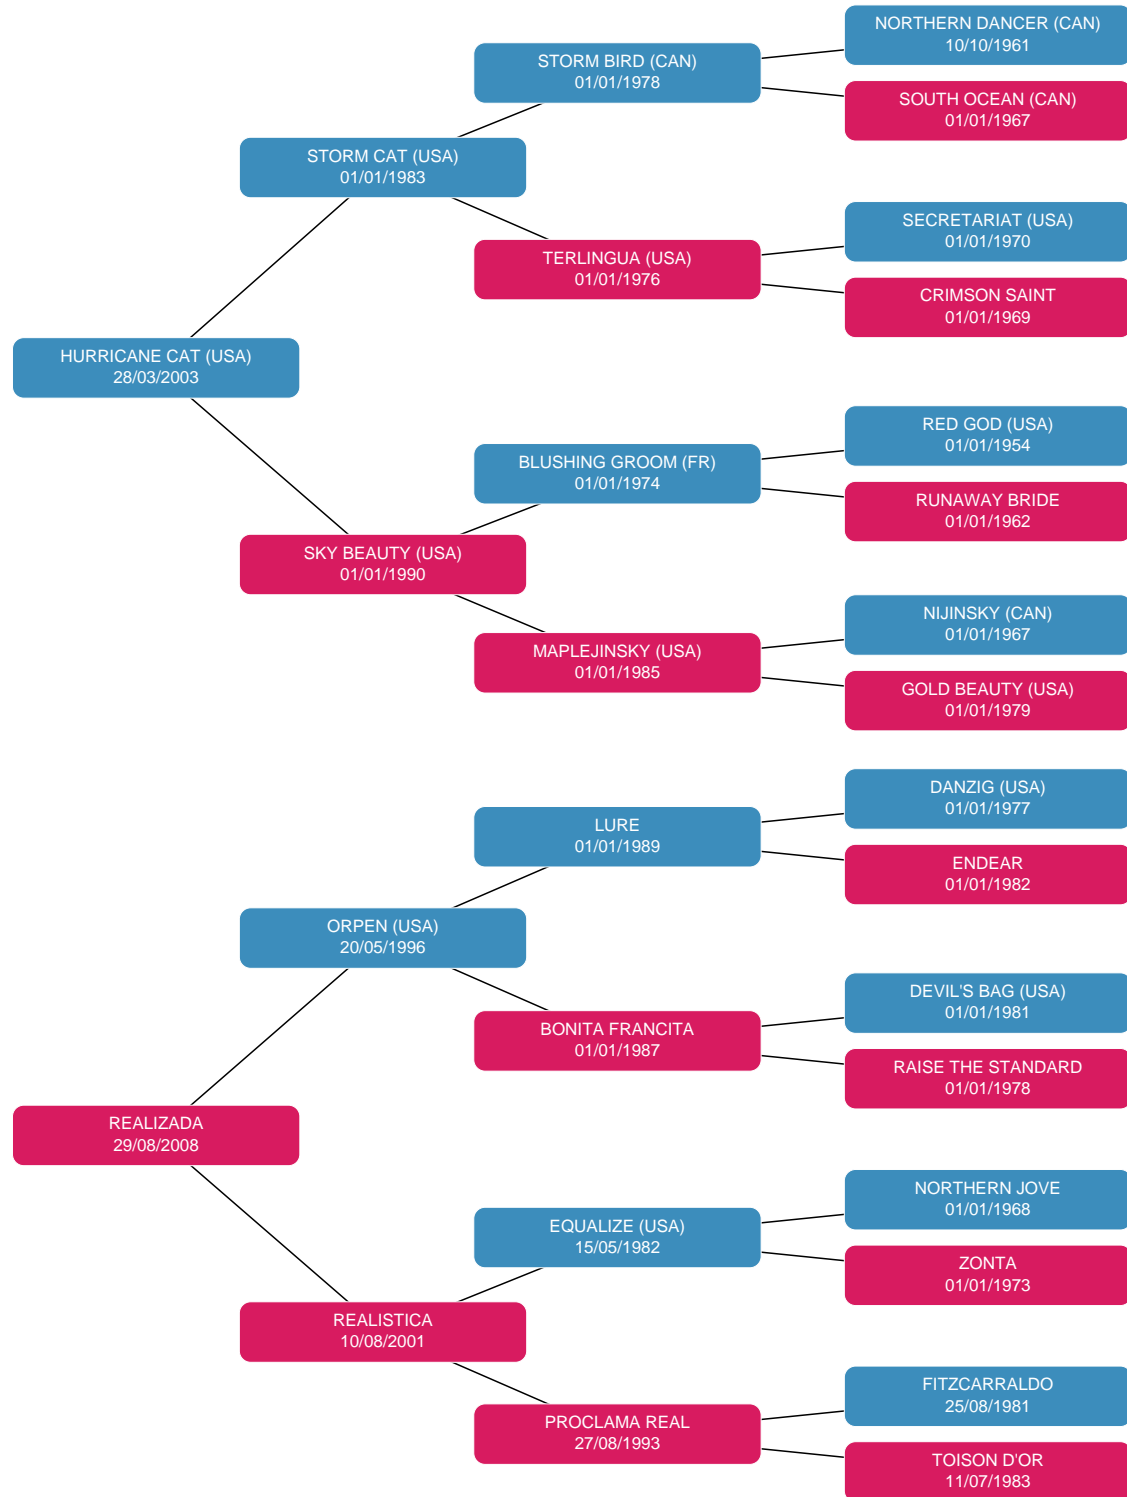 NORTHERN DANCER (CAN)
10/10/1961
STORM BIRD (CAN)
01/01/1978
SOUTH OCEAN (CAN)
01/01/1967
STORM CAT (USA)
01/01/1983
SECRETARIAT (USA)
01/01/1970
TERLINGUA (USA)
01/01/1976
CRIMSON SAINT
01/01/1969
HURRICANE CAT (USA)
28/03/2003
RED GOD (USA)
01/01/1954
BLUSHING GROOM (FR)
01/01/1974
RUNAWAY BRIDE
01/01/1962
SKY BEAUTY (USA)
01/01/1990
NIJINSKY (CAN)
01/01/1967
MAPLEJINSKY (USA)
01/01/1985
GOLD BEAUTY (USA)
01/01/1979
DANZIG (USA)
01/01/1977
LURE
01/01/1989
ENDEAR
01/01/1982
ORPEN (USA)
20/05/1996
DEVIL'S BAG (USA)
01/01/1981
BONITA FRANCITA
01/01/1987
RAISE THE STANDARD
01/01/1978
REALIZADA
29/08/2008
NORTHERN JOVE
01/01/1968
EQUALIZE (USA)
15/05/1982
ZONTA
01/01/1973
REALISTICA
10/08/2001
FITZCARRALDO
25/08/1981
PROCLAMA REAL
27/08/1993
TOISON D'OR
11/07/1983